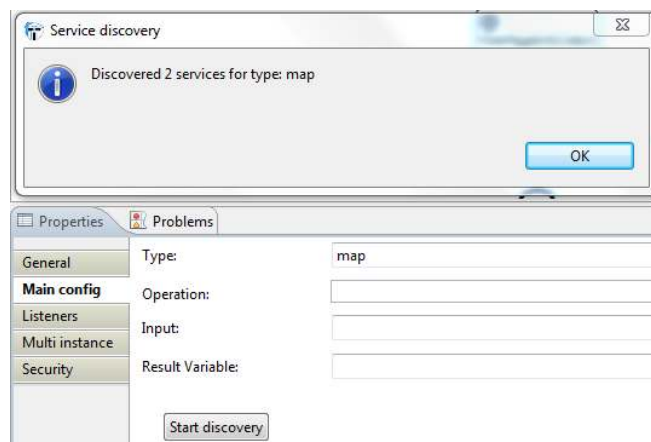 Service discovery
Discovered 2 services for type: map
OK
Properties
Problems
General
Main config
Listeners
Multi instance
Security
Type:
map
Operation:
Input:
Result Variable:
Start discovery